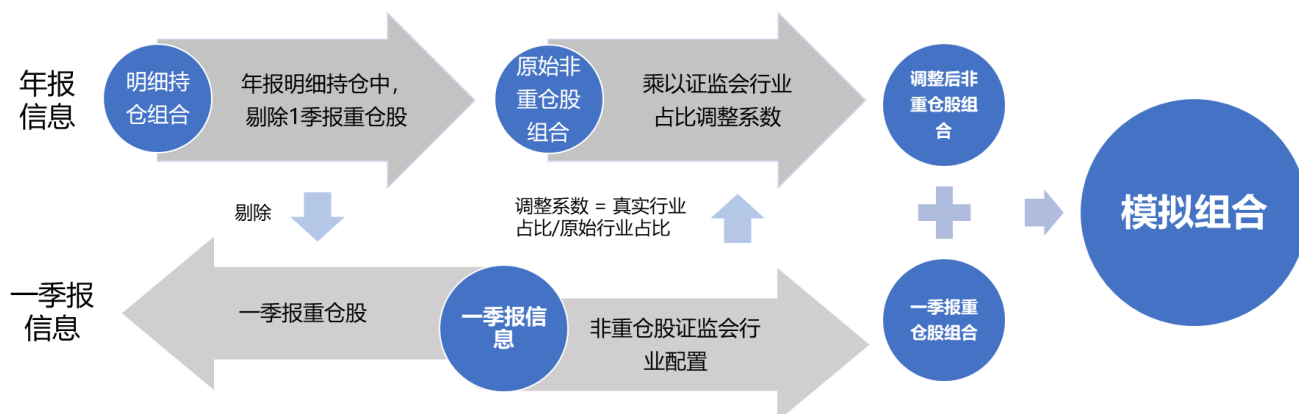 年报
信息
明细持
仓组合
年报明细持仓中，
剔除1季报重仓股
原始非
重仓股
组合
乘以证监会行业
占比调整系数
调整后非
重仓股组
合
模拟组合
剔除
调整系数 = 真实行业
占比/原始行业占比
一季报
信息
一季报重仓股
一季报信
息
非重仓股证监会行
业配置
一季报重
仓股组合